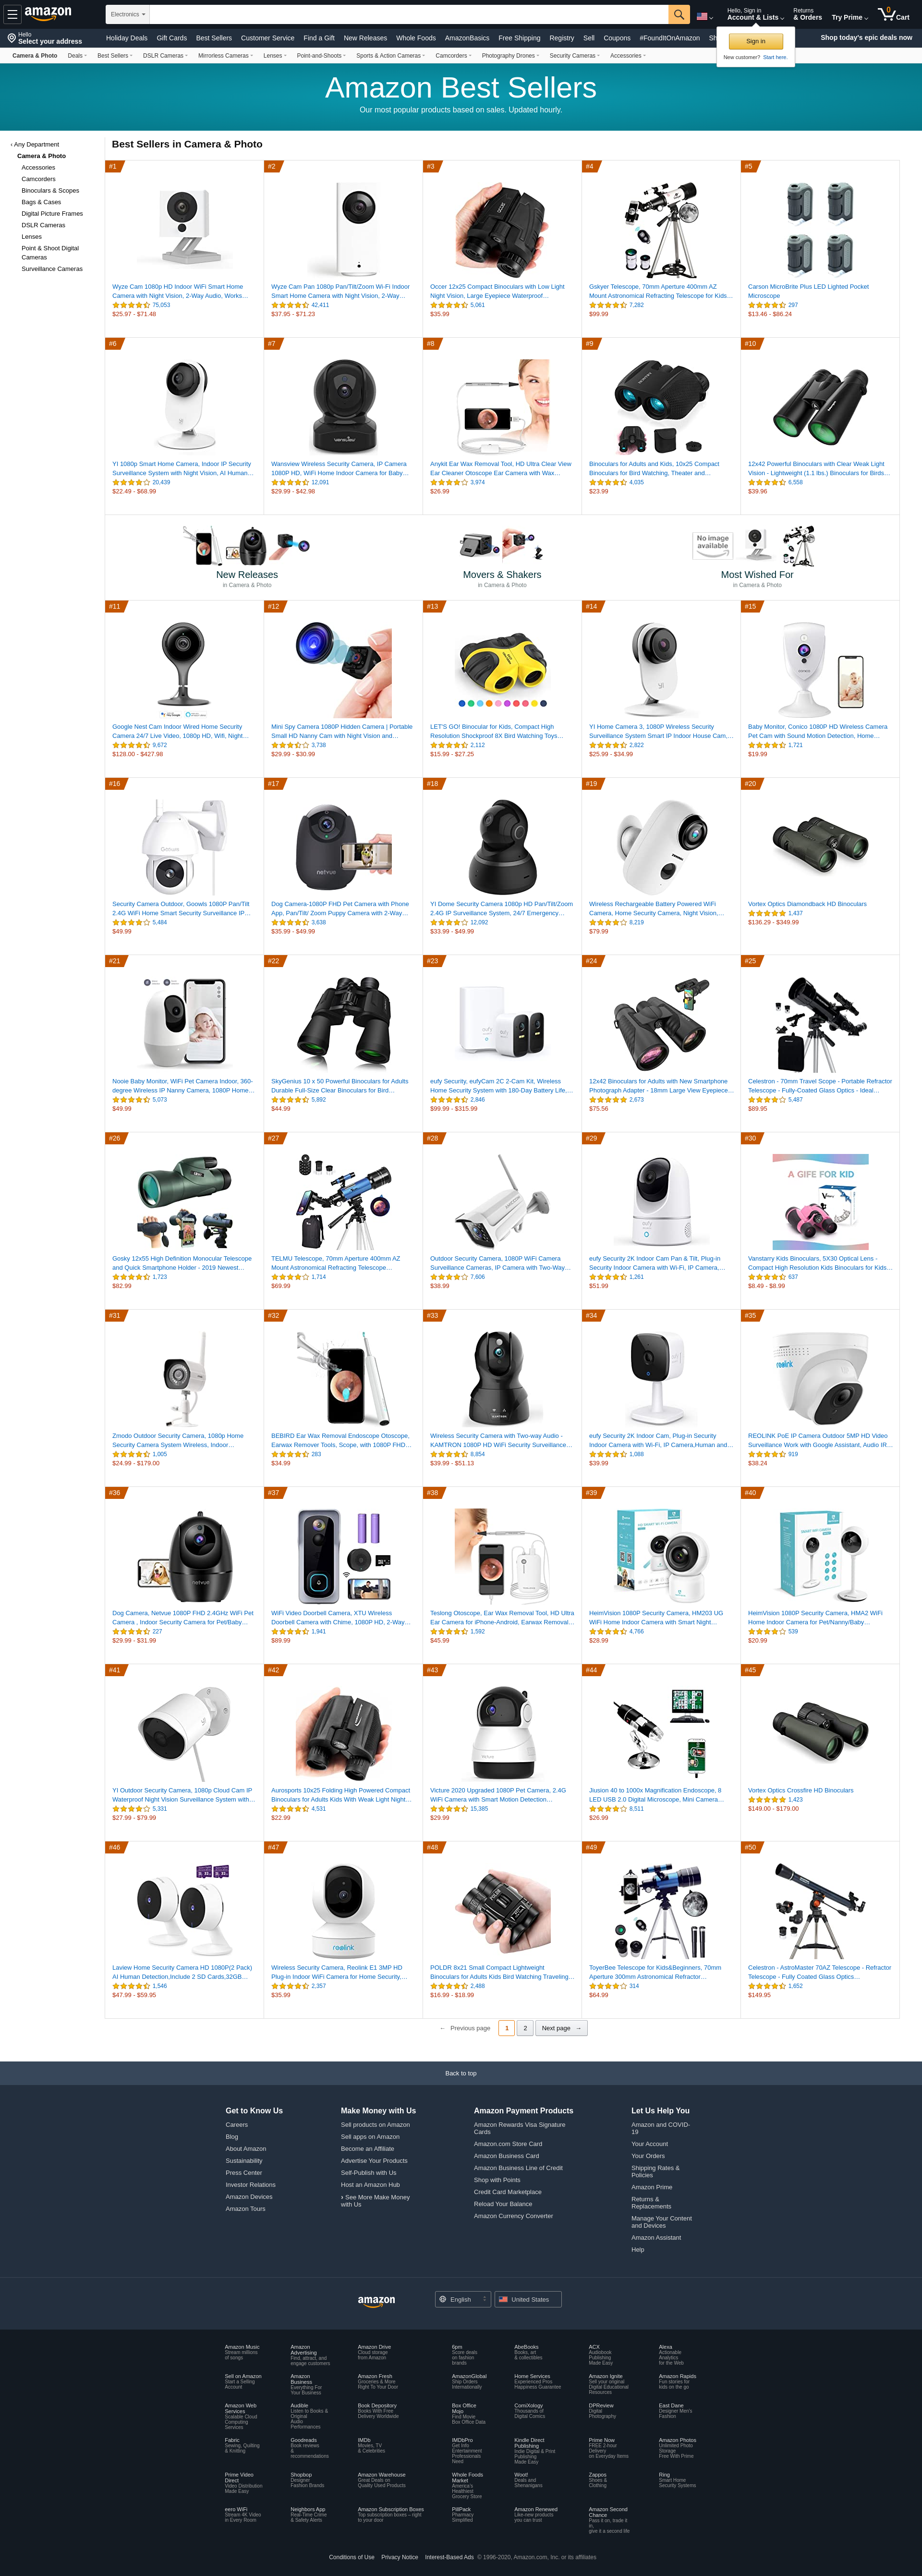 amazon
Electronics
Hello, Sign in
Account & Lists
Returns
& Orders
Try Prime
0
Cart
Hello
Select your address
Holiday Deals Gift Cards Best Sellers Customer Service Find a Gift New Releases Whole Foods AmazonBasics Free Shipping Registry Sell Coupons #FoundItOnAmazon
Shop today's epic deals now
Sign in
New customer? Start here.
Camera & Photo Deals Best Sellers DSLR Cameras Mirrorless Cameras Lenses Point-and-Shoots Sports & Action Cameras Camcorders Photography Drones Security Cameras Accessories
Amazon Best Sellers
Our most popular products based on sales. Updated hourly.
‹ Any Department
Camera & Photo
Accessories
Camcorders
Binoculars & Scopes
Bags & Cases
Digital Picture Frames
DSLR Cameras
Lenses
Point & Shoot Digital
Cameras
Surveillance Cameras
Best Sellers in Camera & Photo
#1
Wyze Cam 1080p HD Indoor WiFi Smart Home
Camera with Night Vision, 2-Way Audio, Works…
75,053
$25.97 - $71.48
#2
Wyze Cam Pan 1080p Pan/Tilt/Zoom Wi-Fi Indoor
Smart Home Camera with Night Vision, 2-Way…
42,411
$37.95 - $71.23
#3
Occer 12x25 Compact Binoculars with Low Light
Night Vision, Large Eyepiece Waterproof…
5,061
$35.99
#4
Gskyer Telescope, 70mm Aperture 400mm AZ
Mount Astronomical Refracting Telescope for Kids…
7,282
$99.99
#5
Carson MicroBrite Plus LED Lighted Pocket
Microscope
297
$13.46 - $86.24
#6
YI 1080p Smart Home Camera, Indoor IP Security
Surveillance System with Night Vision, AI Human…
20,439
$22.49 - $68.99
#7
Wansview Wireless Security Camera, IP Camera
1080P HD, WiFi Home Indoor Camera for Baby…
12,091
$29.99 - $42.98
#8
Anykit Ear Wax Removal Tool, HD Ultra Clear View
Ear Cleaner Otoscope Ear Camera with Wax…
3,974
$26.99
#9
Binoculars for Adults and Kids, 10x25 Compact
Binoculars for Bird Watching, Theater and…
4,035
$23.99
#10
12x42 Powerful Binoculars with Clear Weak Light
Vision - Lightweight (1.1 lbs.) Binoculars for Birds…
6,558
$39.96
New Releases
in Camera & Photo
Movers & Shakers
in Camera & Photo
No image
available
Most Wished For
in Camera & Photo
#11
Google Nest Cam Indoor Wired Home Security
Camera 24/7 Live Video, 1080p HD, Wifi, Night…
9,672
$128.00 - $427.98
#12
Mini Spy Camera 1080P Hidden Camera | Portable
Small HD Nanny Cam with Night Vision and…
3,738
$29.99 - $30.99
#13
LET'S GO! Binocular for Kids, Compact High
Resolution Shockproof 8X Bird Watching Toys…
2,112
$15.99 - $27.25
#14
YI Home Camera 3, 1080P Wireless Security
Surveillance System Smart IP Indoor House Cam,…
2,822
$25.99 - $34.99
#15
Baby Monitor, Conico 1080P HD Wireless Camera
Pet Cam with Sound Motion Detection, Home…
1,721
$19.99
#16
Security Camera Outdoor, Goowls 1080P Pan/Tilt
2.4G WiFi Home Smart Security Surveillance IP…
5,484
$49.99
#17
netvue
Dog Camera-1080P FHD Pet Camera with Phone
App, Pan/Tilt/ Zoom Puppy Camera with 2-Way…
3,638
$35.99 - $49.99
#18
YI Dome Security Camera 1080p HD Pan/Tilt/Zoom
2.4G IP Surveillance System, 24/7 Emergency…
12,092
$33.99 - $49.99
#19
Wireless Rechargeable Battery Powered WiFi
Camera, Home Security Camera, Night Vision,…
8,219
$79.99
#20
Vortex Optics Diamondback HD Binoculars
1,437
$136.29 - $349.99
#21
Nooie Baby Monitor, WiFi Pet Camera Indoor, 360-
degree Wireless IP Nanny Camera, 1080P Home…
5,073
$49.99
#22
SkyGenius 10 x 50 Powerful Binoculars for Adults
Durable Full-Size Clear Binoculars for Bird…
5,892
$44.99
#23
eufy Security, eufyCam 2C 2-Cam Kit, Wireless
Home Security System with 180-Day Battery Life,…
2,846
$99.99 - $315.99
#24
12x42 Binoculars for Adults with New Smartphone
Photograph Adapter - 18mm Large View Eyepiece…
2,673
$75.56
#25
Celestron - 70mm Travel Scope - Portable Refractor
Telescope - Fully-Coated Glass Optics - Ideal…
5,487
$89.95
#26
Gosky 12x55 High Definition Monocular Telescope
and Quick Smartphone Holder - 2019 Newest…
1,723
$82.99
#27
TELMU Telescope, 70mm Aperture 400mm AZ
Mount Astronomical Refracting Telescope…
1,714
$69.99
#28
Outdoor Security Camera, 1080P WiFi Camera
Surveillance Cameras, IP Camera with Two-Way…
7,606
$38.99
#29
eufy Security 2K Indoor Cam Pan & Tilt, Plug-in
Security Indoor Camera with Wi-Fi, IP Camera,…
1,261
$51.99
#30
A GIFE FOR KID
Vanstarry Kids Binoculars, 5X30 Optical Lens -
Compact High Resolution Kids Binoculars for Kids…
637
$8.49 - $8.99
#31
Zmodo Outdoor Security Camera, 1080p Home
Security Camera System Wireless, Indoor…
1,005
$24.99 - $179.00
#32
BEBIRD Ear Wax Removal Endoscope Otoscope,
Earwax Remover Tools, Scope, with 1080P FHD…
283
$34.99
#33
Wireless Security Camera with Two-way Audio -
KAMTRON 1080P HD WiFi Security Surveillance…
8,854
$39.99 - $51.13
#34
eufy Security 2K Indoor Cam, Plug-in Security
Indoor Camera with Wi-Fi, IP Camera,Human and…
1,088
$39.99
#35
reolink
REOLINK PoE IP Camera Outdoor 5MP HD Video
Surveillance Work with Google Assistant, Audio IR…
919
$38.24
#36
netvue
Dog Camera, Netvue 1080P FHD 2.4GHz WiFi Pet
Camera , Indoor Security Camera for Pet/Baby…
227
$29.99 - $31.99
#37
WiFi Video Doorbell Camera, XTU Wireless
Doorbell Camera with Chime, 1080P HD, 2-Way…
1,941
$89.99
#38
Teslong Otoscope, Ear Wax Removal Tool, HD Ultra
Ear Camera for iPhone-Android, Earwax Removal…
1,592
$45.99
#39
HeimVision 1080P Security Camera, HM203 UG
WiFi Home Indoor Camera with Smart Night…
4,766
$28.99
#40
HeimVision 1080P Security Camera, HMA2 WiFi
Home Indoor Camera for Pet/Nanny/Baby…
539
$20.99
#41
YI Outdoor Security Camera, 1080p Cloud Cam IP
Waterproof Night Vision Surveillance System with…
5,331
$27.99 - $79.99
#42
Aurosports 10x25 Folding High Powered Compact
Binoculars for Adults Kids With Weak Light Night…
4,531
$22.99
#43
Victure 2020 Upgraded 1080P Pet Camera, 2.4G
WiFi Camera with Smart Motion Detection…
15,385
$29.99
#44
Jiusion 40 to 1000x Magnification Endoscope, 8
LED USB 2.0 Digital Microscope, Mini Camera…
8,511
$26.99
#45
Vortex Optics Crossfire HD Binoculars
1,423
$149.00 - $179.00
#46
Laview Home Security Camera HD 1080P(2 Pack)
AI Human Detection,Include 2 SD Cards,32GB…
1,546
$47.99 - $59.95
#47
reolink
Wireless Security Camera, Reolink E1 3MP HD
Plug-in Indoor WiFi Camera for Home Security,…
2,357
$35.99
#48
POLDR 8x21 Small Compact Lightweight
Binoculars for Adults Kids Bird Watching Traveling…
2,488
$16.99 - $18.99
#49
ToyerBee Telescope for Kids&Beginners, 70mm
Aperture 300mm Astronomical Refractor…
314
$64.99
#50
Celestron - AstroMaster 70AZ Telescope - Refractor
Telescope - Fully Coated Glass Optics…
1,652
$149.95
← Previous page 1 2 Next page →
Back to top
Get to Know Us
Careers
Blog
About Amazon
Sustainability
Press Center
Investor Relations
Amazon Devices
Amazon Tours
Make Money with Us
Sell products on Amazon
Sell apps on Amazon
Become an Affiliate
Advertise Your Products
Self-Publish with Us
Host an Amazon Hub
› See More Make Money
with Us
Amazon Payment Products
Amazon Rewards Visa Signature
Cards
Amazon.com Store Card
Amazon Business Card
Amazon Business Line of Credit
Shop with Points
Credit Card Marketplace
Reload Your Balance
Amazon Currency Converter
Let Us Help You
Amazon and COVID-
19
Your Account
Your Orders
Shipping Rates &
Policies
Amazon Prime
Returns &
Replacements
Manage Your Content
and Devices
Amazon Assistant
Help
amazon
English
United States
Amazon Music
Stream millions
of songs
Amazon
Advertising
Find, attract, and
engage customers
Amazon Drive
Cloud storage
from Amazon
6pm
Score deals
on fashion
brands
AbeBooks
Books, art
& collectibles
ACX
Audiobook
Publishing
Made Easy
Alexa
Actionable
Analytics
for the Web
Sell on Amazon
Start a Selling
Account
Amazon
Business
Everything For
Your Business
Amazon Fresh
Groceries & More
Right To Your Door
AmazonGlobal
Ship Orders
Internationally
Home Services
Experienced Pros
Happiness Guarantee
Amazon Ignite
Sell your original
Digital Educational
Resources
Amazon Rapids
Fun stories for
kids on the go
Amazon Web
Services
Scalable Cloud
Computing
Services
Audible
Listen to Books &
Original
Audio
Performances
Book Depository
Books With Free
Delivery Worldwide
Box Office
Mojo
Find Movie
Box Office Data
ComiXology
Thousands of
Digital Comics
DPReview
Digital
Photography
East Dane
Designer Men's
Fashion
Fabric
Sewing, Quilting
& Knitting
Goodreads
Book reviews
&
recommendations
IMDb
Movies, TV
& Celebrities
IMDbPro
Get Info
Entertainment
Professionals
Need
Kindle Direct
Publishing
Indie Digital & Print
Publishing
Made Easy
Prime Now
FREE 2-hour
Delivery
on Everyday Items
Amazon Photos
Unlimited Photo
Storage
Free With Prime
Prime Video
Direct
Video Distribution
Made Easy
Shopbop
Designer
Fashion Brands
Amazon Warehouse
Great Deals on
Quality Used Products
Whole Foods
Market
America's
Healthiest
Grocery Store
Woot!
Deals and
Shenanigans
Zappos
Shoes &
Clothing
Ring
Smart Home
Security Systems
eero WiFi
Stream 4K Video
in Every Room
Neighbors App
Real-Time Crime
& Safety Alerts
Amazon Subscription Boxes
Top subscription boxes – right
to your door
PillPack
Pharmacy
Simplified
Amazon Renewed
Like-new products
you can trust
Amazon Second
Chance
Pass it on, trade it
in,
give it a second life
Conditions of Use Privacy Notice Interest-Based Ads © 1996-2020, Amazon.com, Inc. or its affiliates